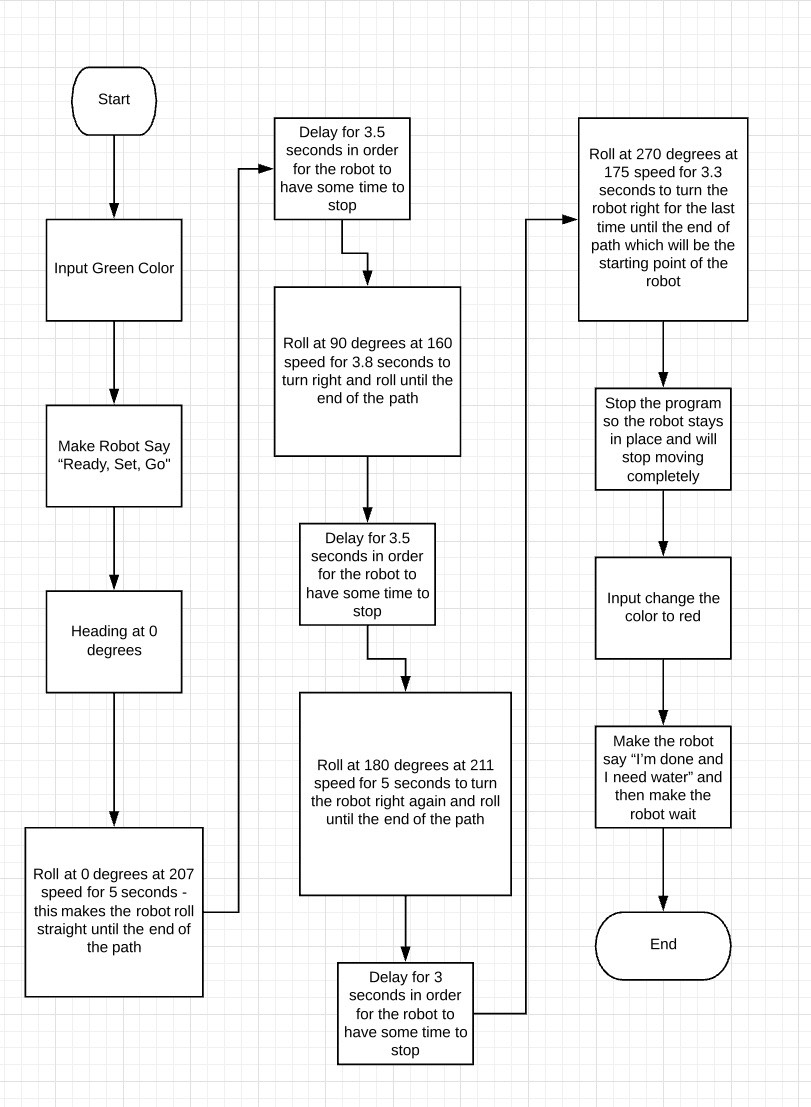 Start
Input Green Color
Make Robot Say
“Ready, Set, Go"
Heading at 0
degrees
Roll at 0 degrees at 207
speed for 5 seconds -
this makes the robot roll
straight until the end of
the path
Delay for 3.5
seconds in order
for the robot to
have some time to
stop
Roll at 90 degrees at 160
speed for 3.8 seconds to
turn right and roll until the
end of the path
Delay for 3.5
seconds in order
for the robot to
have some time to
stop
Roll at 180 degrees at 211
speed for 5 seconds to turn
the robot right again and roll
until the end of the path
Delay for 3
seconds in order
for the robot to
have some time to
stop
Roll at 270 degrees at
175 speed for 3.3
seconds to turn the
robot right for the last
time until the end of
path which will be the
starting point of the
robot
Stop the program
so the robot stays
in place and will
stop moving
completely
Input change the
color to red
Make the robot
say “I’m done and
I need water” and
then make the
robot wait
End